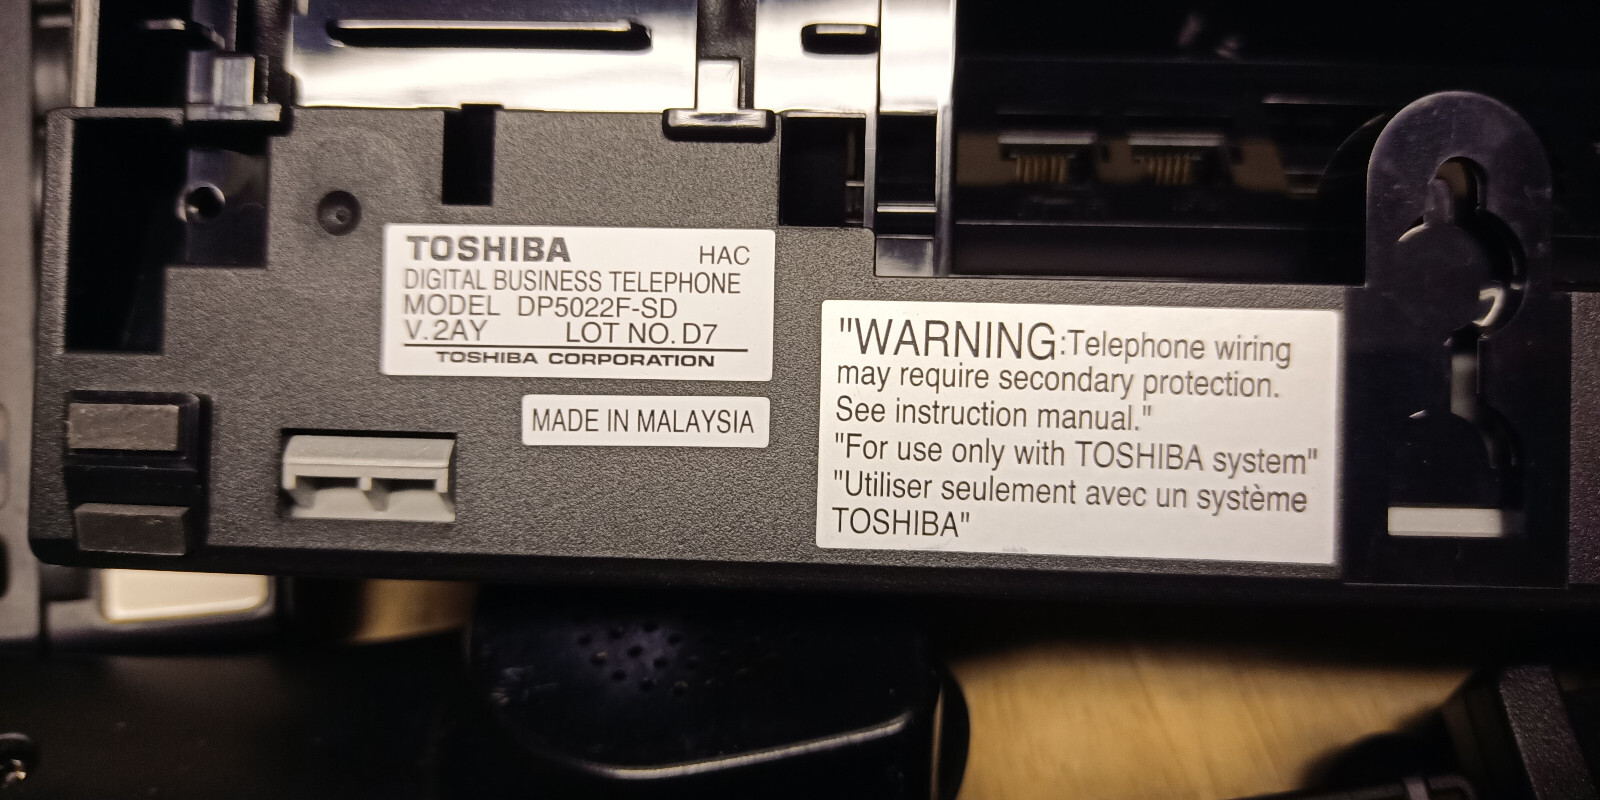 TOSHIBA HAC
DIGITAL BUSINESS TELEPHONE
MODEL DP5022F-SD
V.2AY LOT NO. D7
TOSHIBA CORPORATION
MADE IN MALAYSIA
"WARNING:Telephone wiring
may require secondary protection.
See instruction manual."
"For use only with TOSHIBA system"
"Utiliser seulement avec un système
TOSHIBA"